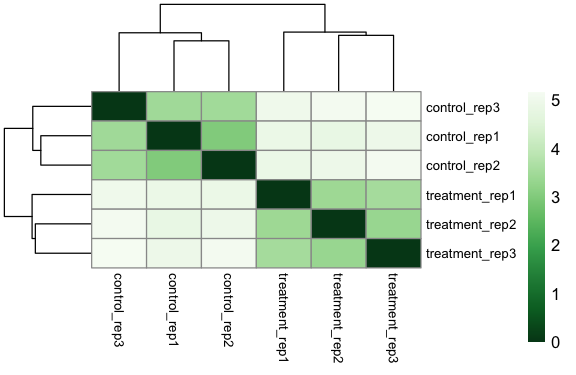 control_rep3
control_rep1
control_rep2
treatment_rep1
treatment_rep2
treatment_rep3
5
4
3
2
1
0
control_rep3
control_rep1
control_rep2
treatment_rep1
treatment_rep2
treatment_rep3